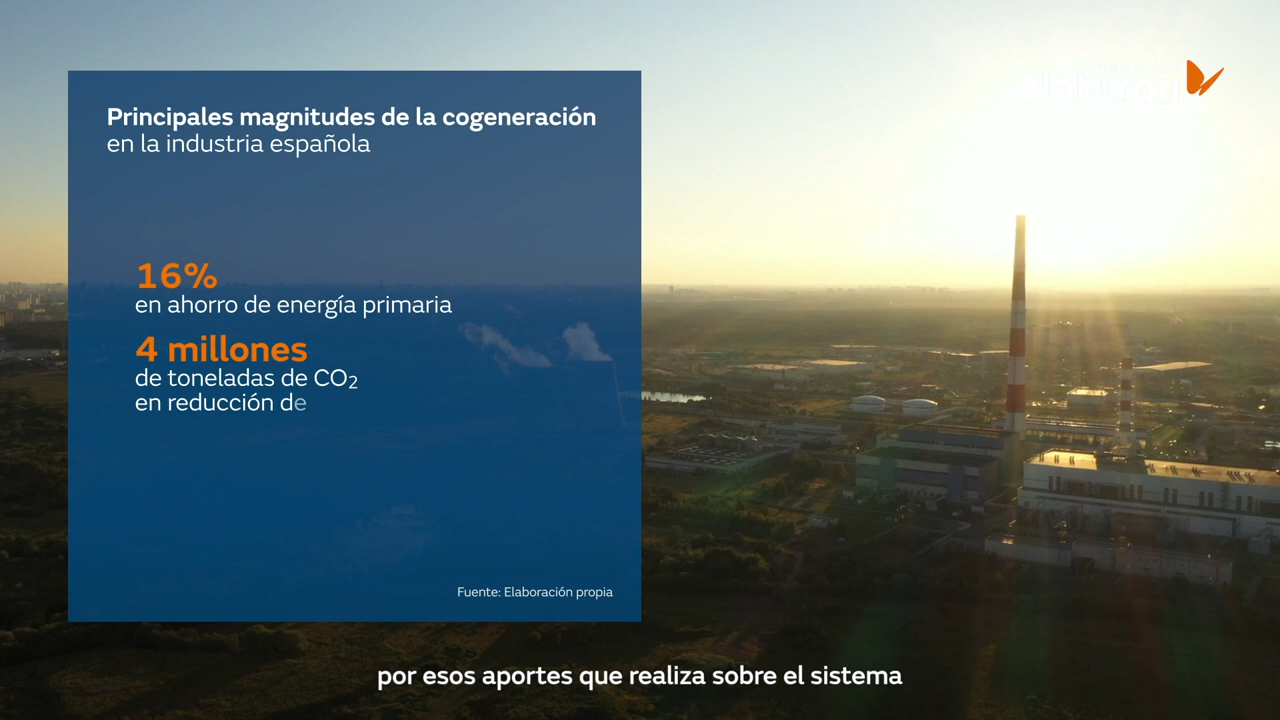 Principales magnitudes de la cogeneración
en la industria española
Naturgy
16%
en ahorro de energía primaria
4 millones
de toneladas de CO₂
en reducción de
Fuente: Elaboración propia
por esos aportes que realiza sobre el sistema